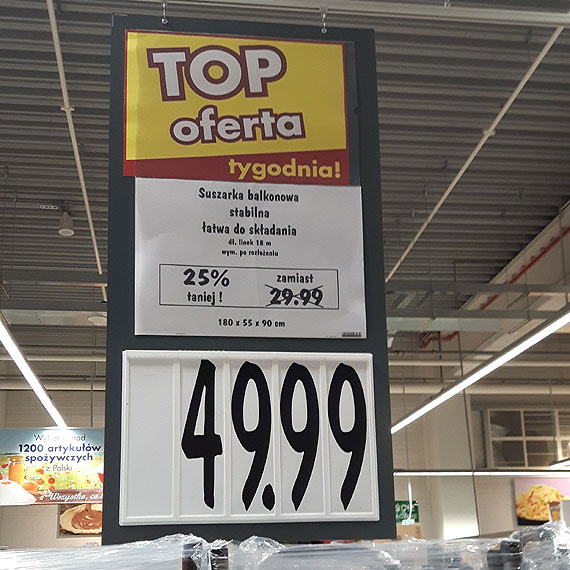 TOP
oferta
tygodnia!
Suszarka balkonowa
stabilna
łatwa do składania
dł. linek 18 m
wym. po rozłożeniu
25%
taniej !
zamiast
29.99
180 x 55 x 90 cm
49.99
1200 artykułów
spożywczych
z Polski